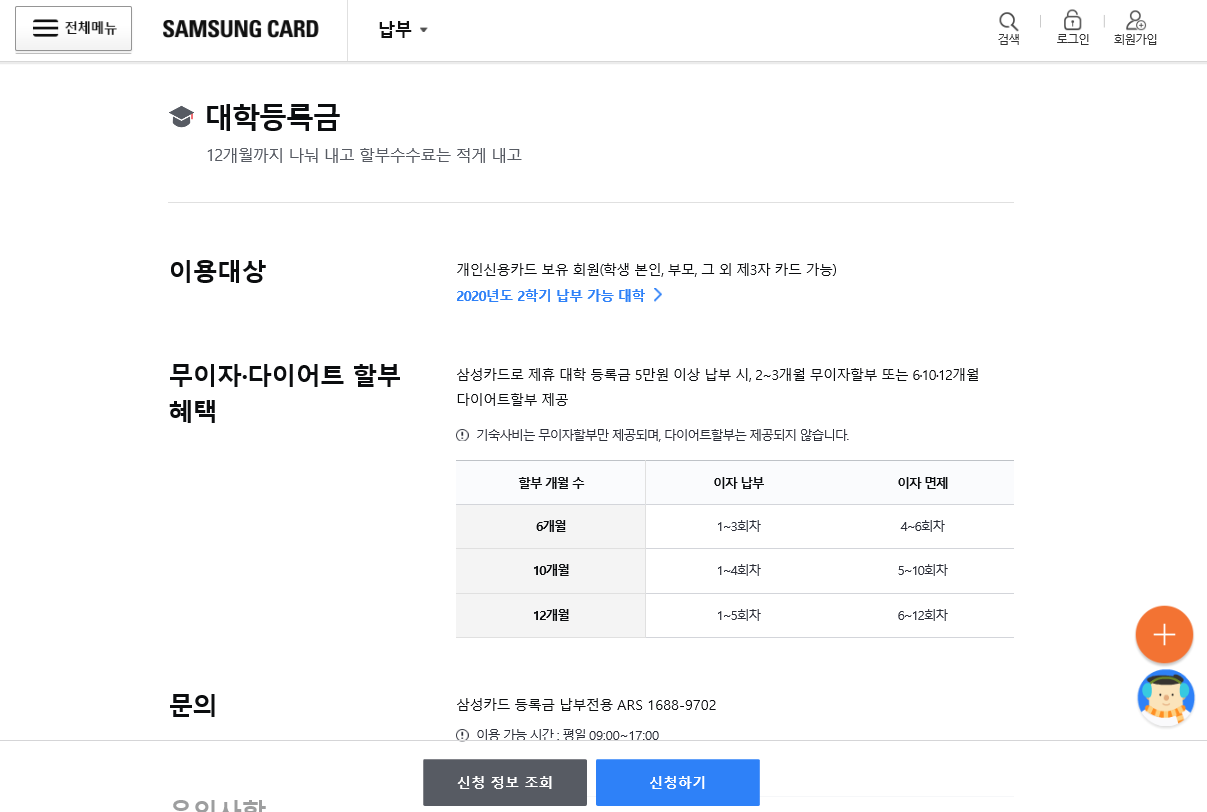 전체메뉴
SAMSUNG CARD
납부
검색
로그인
회원가입
대학등록금
12개월까지 나눠 내고 할부수수료는 적게 내고
이용대상
개인신용카드 보유 회원(학생 본인, 부모, 그 외 제3자 카드 가능)
2020년도 2학기 납부 가능 대학
무이자·다이어트 할부
혜택
삼성카드로 제휴 대학 등록금 5만원 이상 납부 시, 2~3개월 무이자할부 또는 6·10·12개월
다이어트할부 제공
기숙사비는 무이자할부만 제공되며, 다이어트할부는 제공되지 않습니다.
할부 개월 수 이자 납부 이자 면제
6개월 1~3회차 4~6회차
10개월 1~4회차 5~10회차
12개월 1~5회차 6~12회차
문의
삼성카드 등록금 납부전용 ARS 1688-9702
이용 가능 시간 : 평일 09:00~17:00
신청 정보 조회
신청하기
유의사항